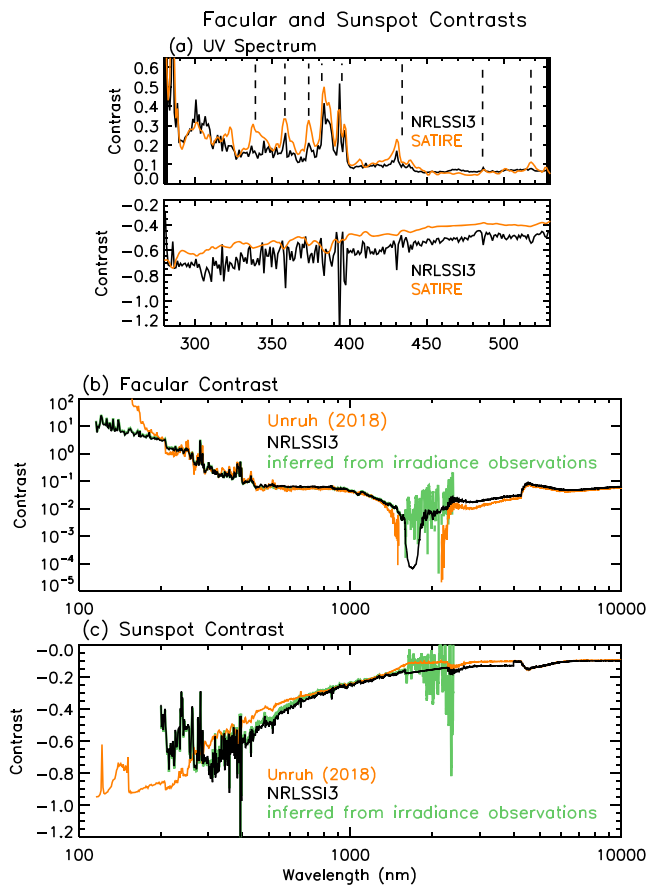 Facular and Sunspot Contrasts
(a) UV Spectrum
Contrast
0.6
0.5
0.4
0.3
0.2
0.1
0.0
NRLSSI3
SATIRE
Contrast
−0.2
−0.4
−0.6
−0.8
−1.0
−1.2
NRLSSI3
SATIRE
300 350 400 450 500
(b) Facular Contrast
Contrast
10^2
10^1
10^0
10^−1
10^−2
10^−3
10^−4
10^−5
Unruh (2018)
NRLSSI3
inferred from irradiance observations
100 1000 10000
(c) Sunspot Contrast
Contrast
−0.0
−0.2
−0.4
−0.6
−0.8
−1.0
−1.2
Unruh (2018)
NRLSSI3
inferred from irradiance observations
100 1000 10000
Wavelength (nm)